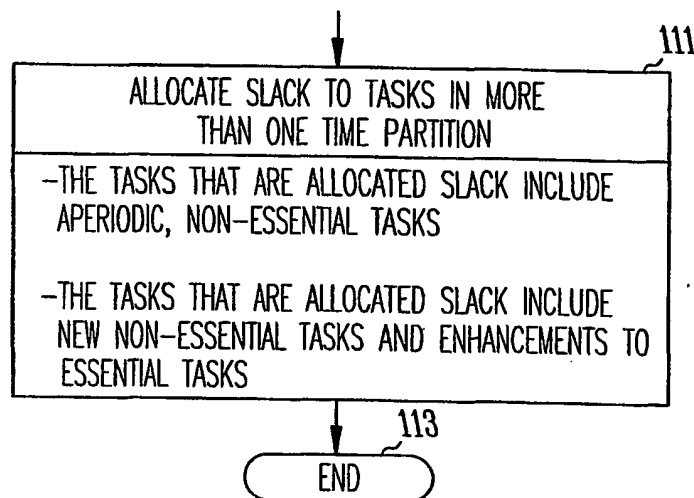 111
ALLOCATE SLACK TO TASKS IN MORE
THAN ONE TIME PARTITION
-THE TASKS THAT ARE ALLOCATED SLACK INCLUDE
APERIODIC, NON-ESSENTIAL TASKS
-THE TASKS THAT ARE ALLOCATED SLACK INCLUDE
NEW NON-ESSENTIAL TASKS AND ENHANCEMENTS TO
ESSENTIAL TASKS
113
END